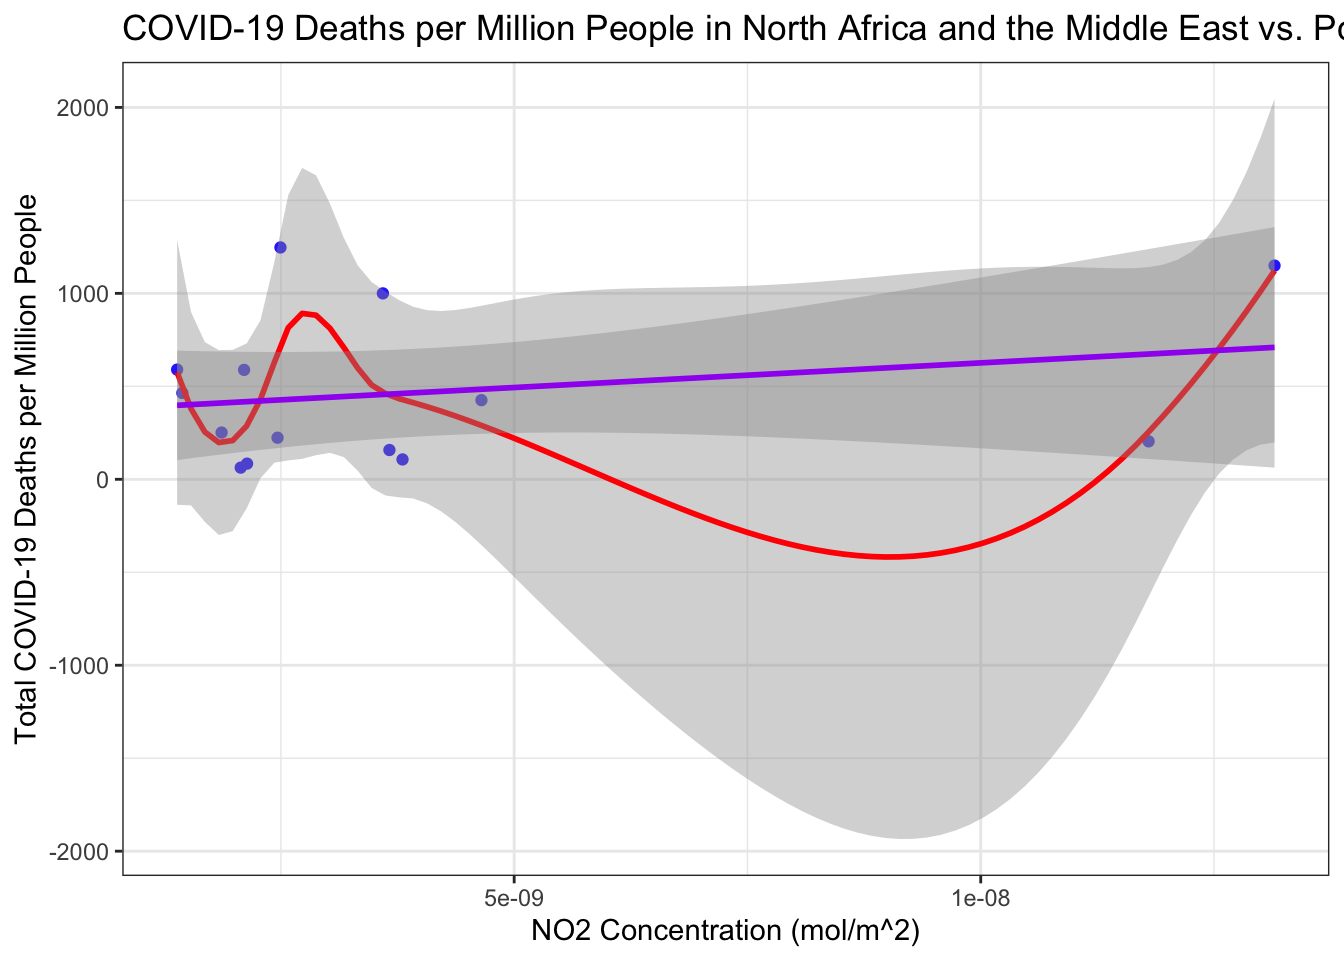 COVID-19 Deaths per Million People in North Africa and the Middle East vs. Po
Total COVID-19 Deaths per Million People
2000
1000
0
-1000
-2000
5e-09 1e-08
NO2 Concentration (mol/m^2)